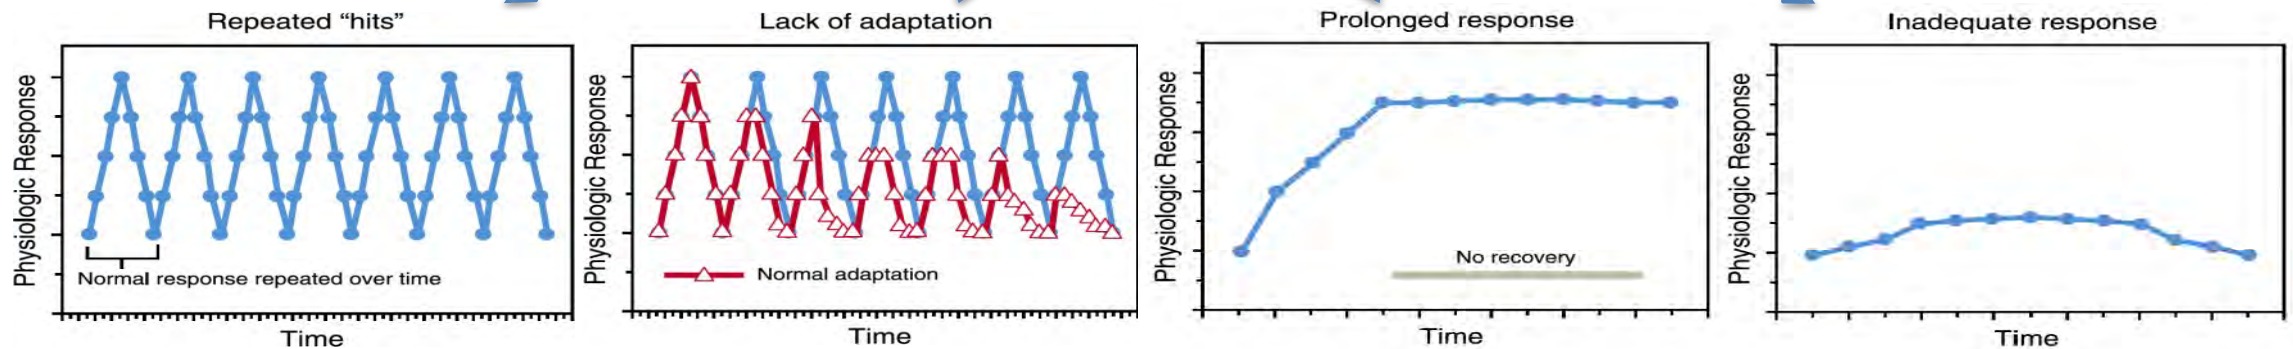 Repeated “hits”
Physiologic Response
Normal response repeated over time
Time
Lack of adaptation
Physiologic Response
Normal adaptation
Time
Prolonged response
Physiologic Response
No recovery
Time
Inadequate response
Physiologic Response
Time